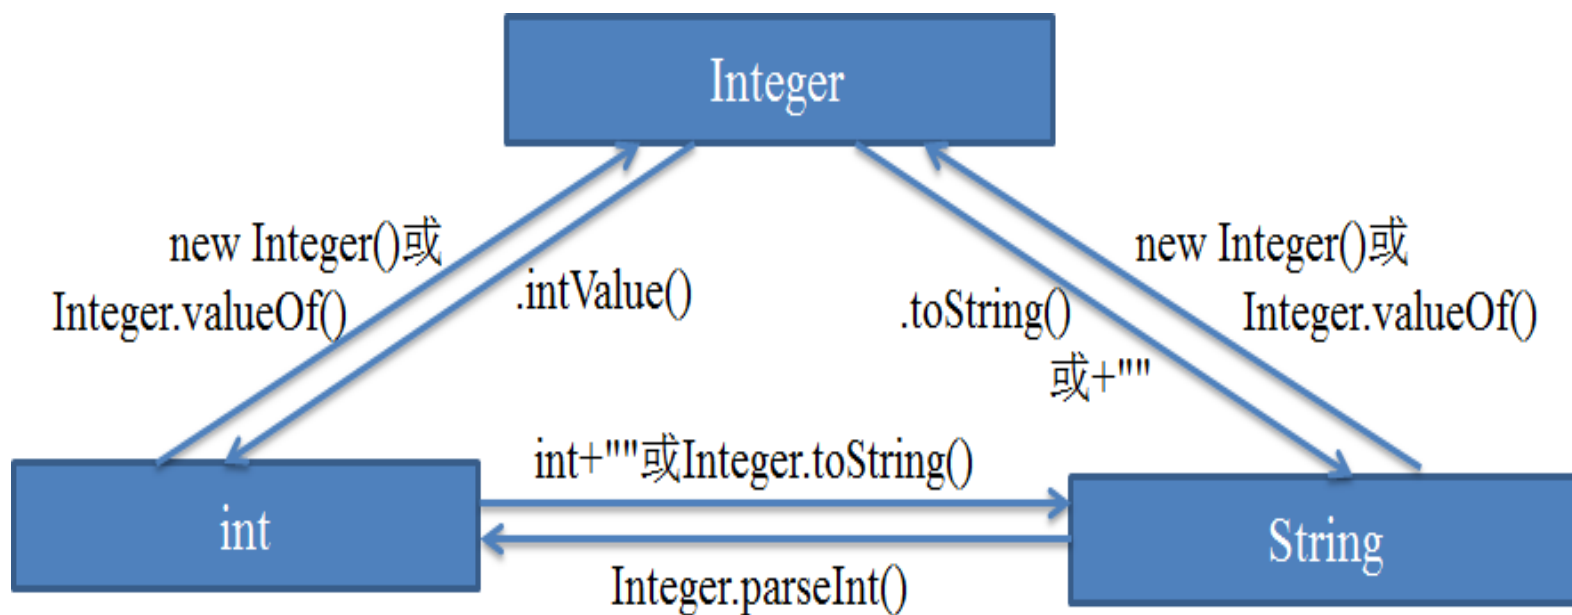 Integer
new Integer()或
Integer.valueOf()
.intValue()
.toString()
或+""
new Integer()或
Integer.valueOf()
int+""或Integer.toString()
int
String
Integer.parseInt()